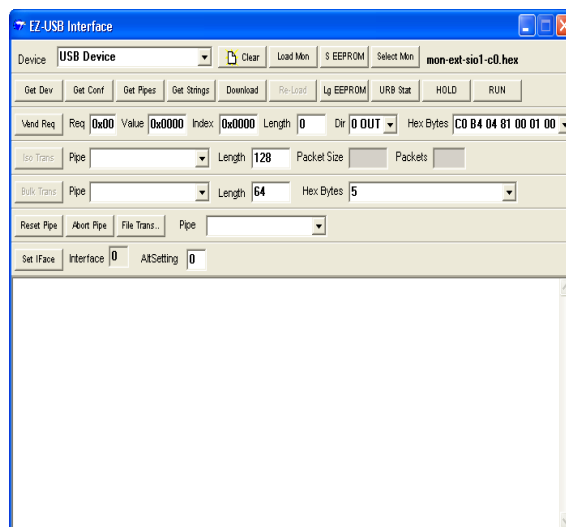 EZ-USB Interface
Device USB Device Clear Load Mon S EEPROM Select Mon mon-ext-sio1-c0.hex
Get Dev Get Conf Get Pipes Get Strings Download Re-Load Lg EEPROM URB Stat HOLD RUN
Vend Req Req 0x00 Value 0x0000 Index 0x0000 Length 0 Dir 0 OUT Hex Bytes C0 B4 04 81 00 01 00
Iso Trans Pipe Length 128 Packet Size Packets
Bulk Trans Pipe Length 64 Hex Bytes 5
Reset Pipe Abort Pipe File Trans.. Pipe
Set IFace Interface 0 AltSetting 0